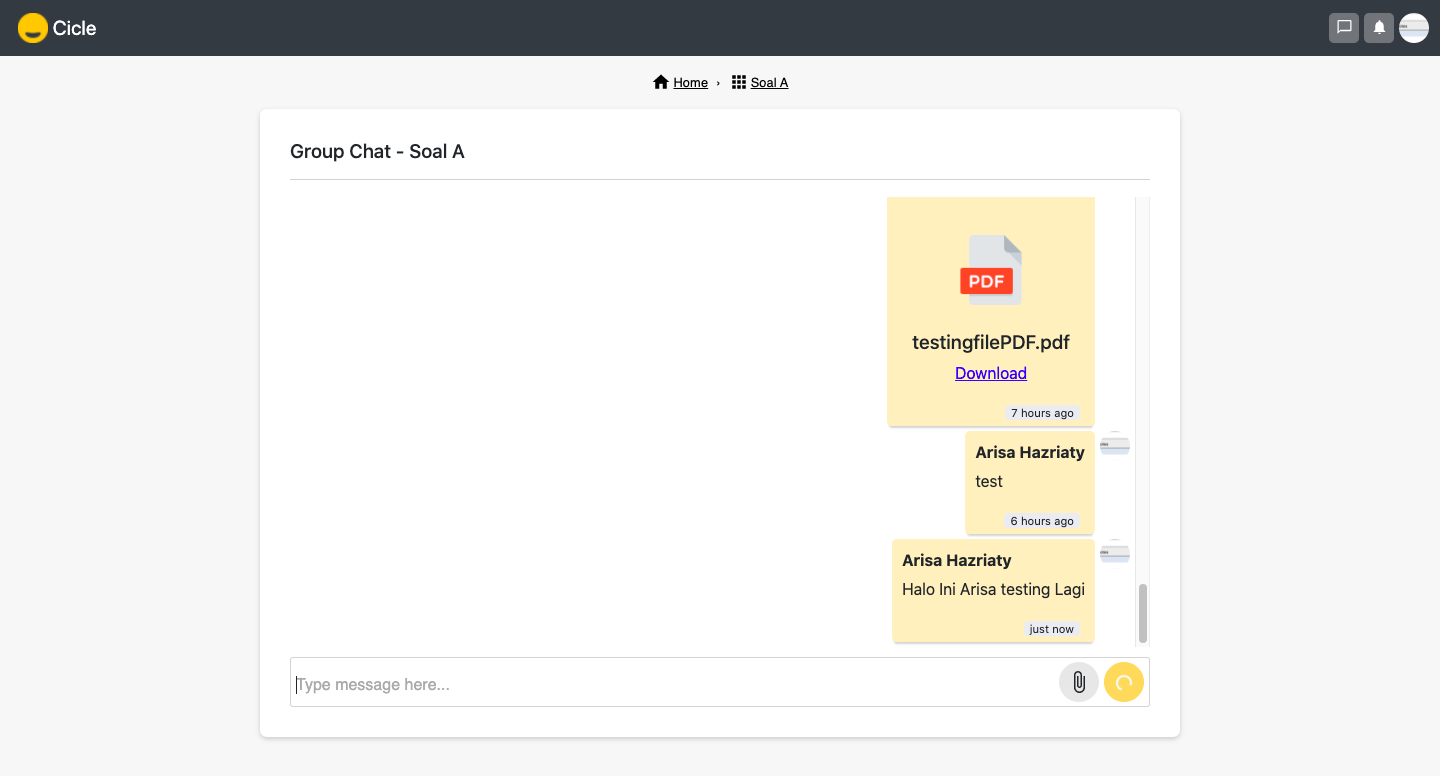 Cicle
Home › Soal A
Group Chat - Soal A
PDF
testingfilePDF.pdf
Download
7 hours ago
Arisa Hazriaty
test
6 hours ago
Arisa Hazriaty
Halo Ini Arisa testing Lagi
just now
Type message here...